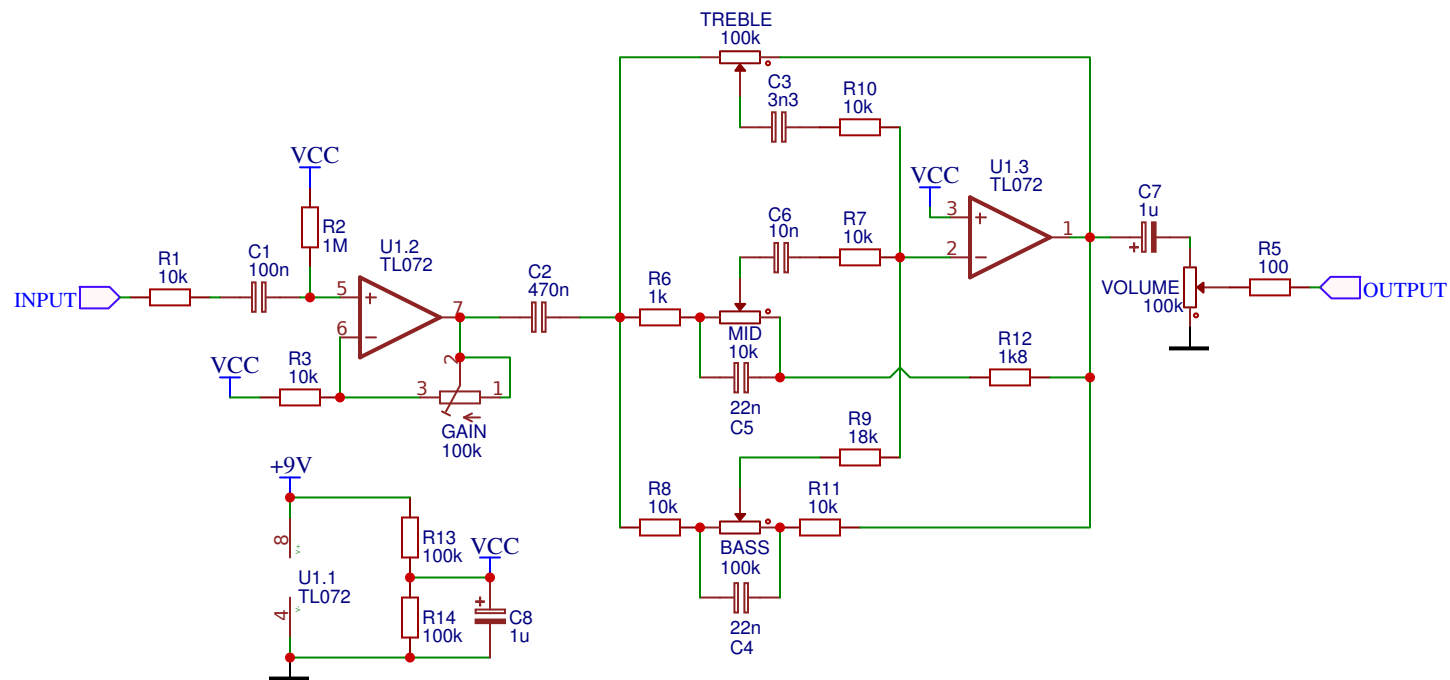 TREBLE
100k
C3
3n3
R10
10k
VCC
R2
1M
U1.2
TL072
R1
10k
C1
100n
INPUT
5
6
7
C2
470n
VCC
R3
10k
3
2
1
GAIN
100k
C6
10n
R7
10k
VCC
U1.3
TL072
3
2
1
C7
1u
R6
1k
MID
10k
22n
C5
R12
1k8
VOLUME
100k
R5
100
OUTPUT
R9
18k
R8
10k
R11
10k
BASS
100k
22n
C4
+9V
8
V+
U1.1
TL072
4
V-
R13
100k
VCC
R14
100k
C8
1u